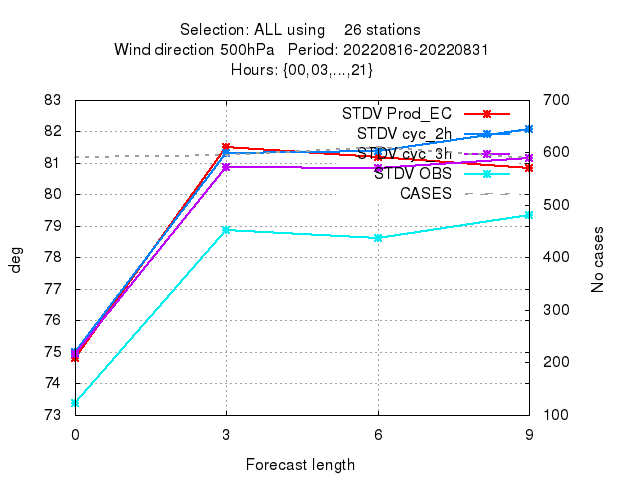 Selection: ALL using    26 stations
Wind direction 500hPa   Period: 20220816-20220831
Hours: {00,03,...,21}
83
82
81
80
79
78
77
76
75
74
73
700
600
500
400
300
200
100
STDV Prod_EC
STDV cyc_2h
STDV cyc_3h
STDV OBS
CASES
deg
No cases
0 3 6 9
Forecast length